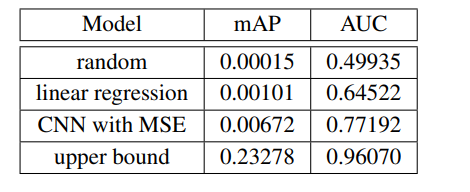 Model mAP AUC
random 0.00015 0.49935
linear regression 0.00101 0.64522
CNN with MSE 0.00672 0.77192
upper bound 0.23278 0.96070